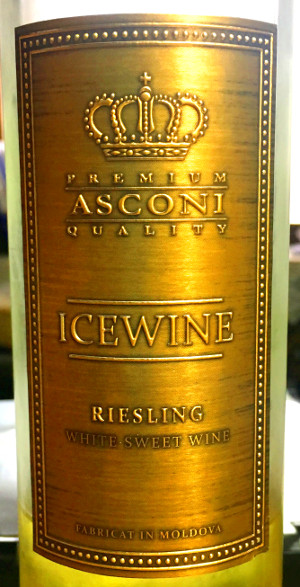 PREMIUM
ASCONI
QUALITY
ICEWINE
RIESLING
WHITE SWEET WINE
FABRICAT IN MOLDOVA